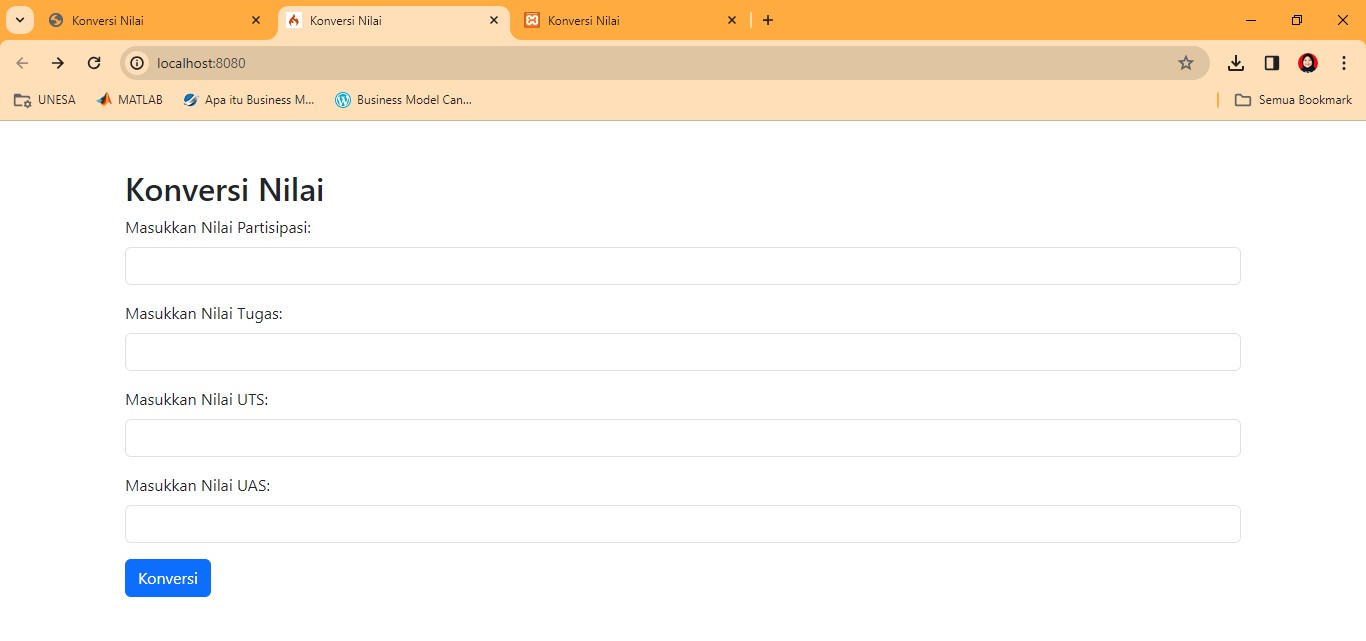 Konversi Nilai
Konversi Nilai
Konversi Nilai
localhost:8080
UNESA
MATLAB
Apa itu Business M...
Business Model Can...
Semua Bookmark
Konversi Nilai
Masukkan Nilai Partisipasi:
Masukkan Nilai Tugas:
Masukkan Nilai UTS:
Masukkan Nilai UAS:
Konversi